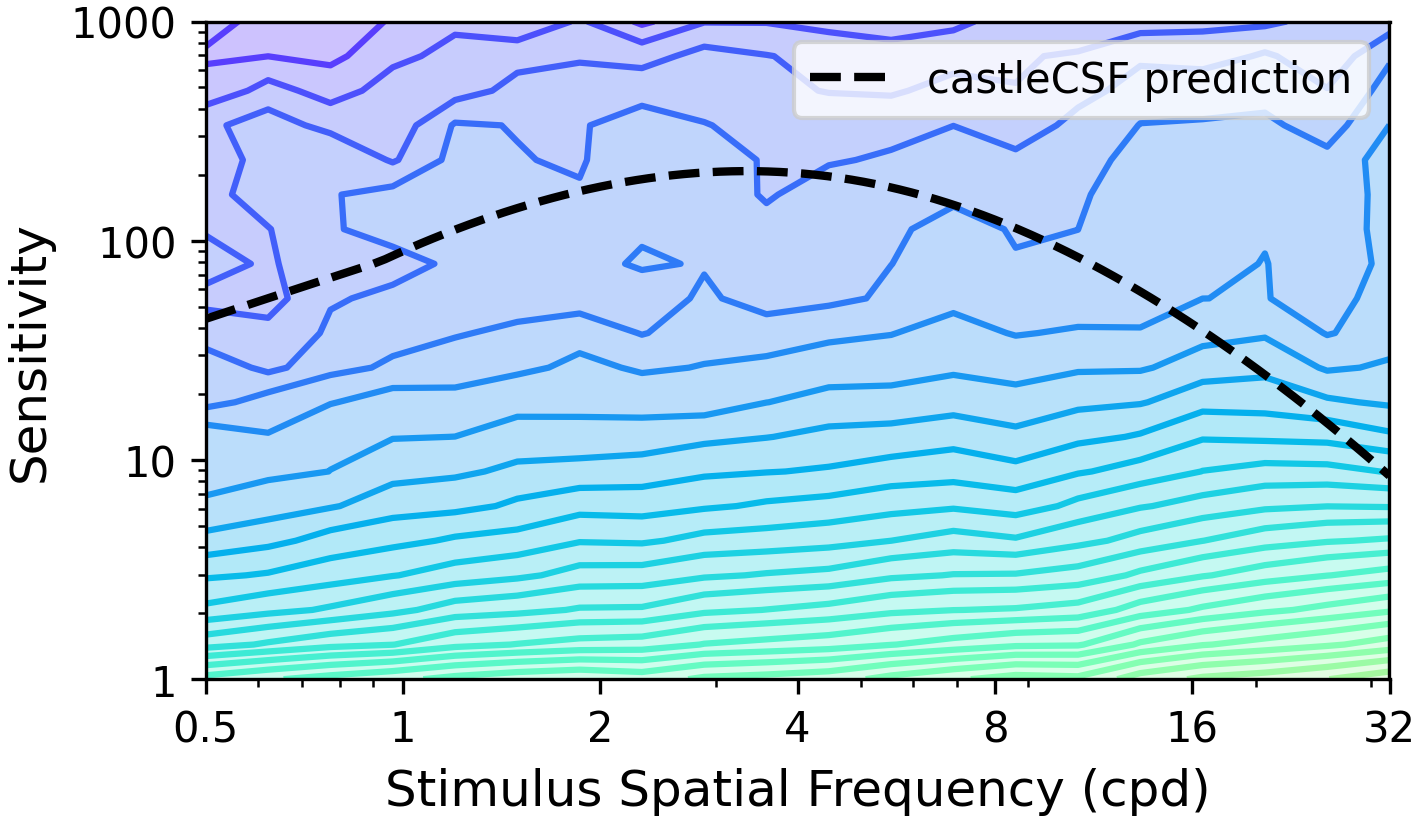 1000
100
10
1
Sensitivity
castleCSF prediction
0.5 1 2 4 8 16 32
Stimulus Spatial Frequency (cpd)